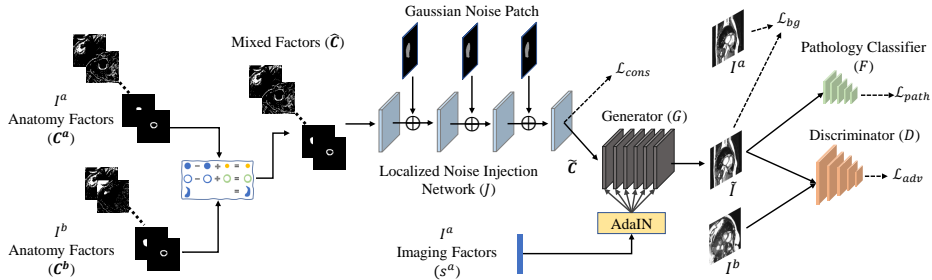 I^a
Anatomy Factors
(C^a)
I^b
Anatomy Factors
(C^b)
Mixed Factors (Ĉ)
Gaussian Noise Patch
Localized Noise Injection
Network (J)
ℒ_cons
C̃
Generator (G)
AdaIN
I^a
Imaging Factors
(s^a)
I^a
ℒ_bg
Ĩ
I^b
Pathology Classifier
(F)
ℒ_path
Discriminator (D)
ℒ_adv